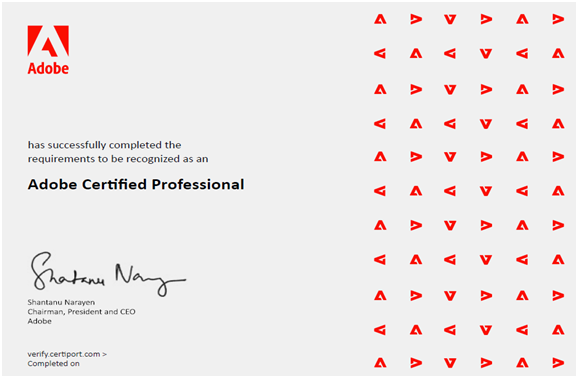 Adobe
has successfully completed the
requirements to be recognized as an
Adobe Certified Professional
Shantanu Narayen
Shantanu Narayen
Chairman, President and CEO
Adobe
verify.certiport.com >
Completed on